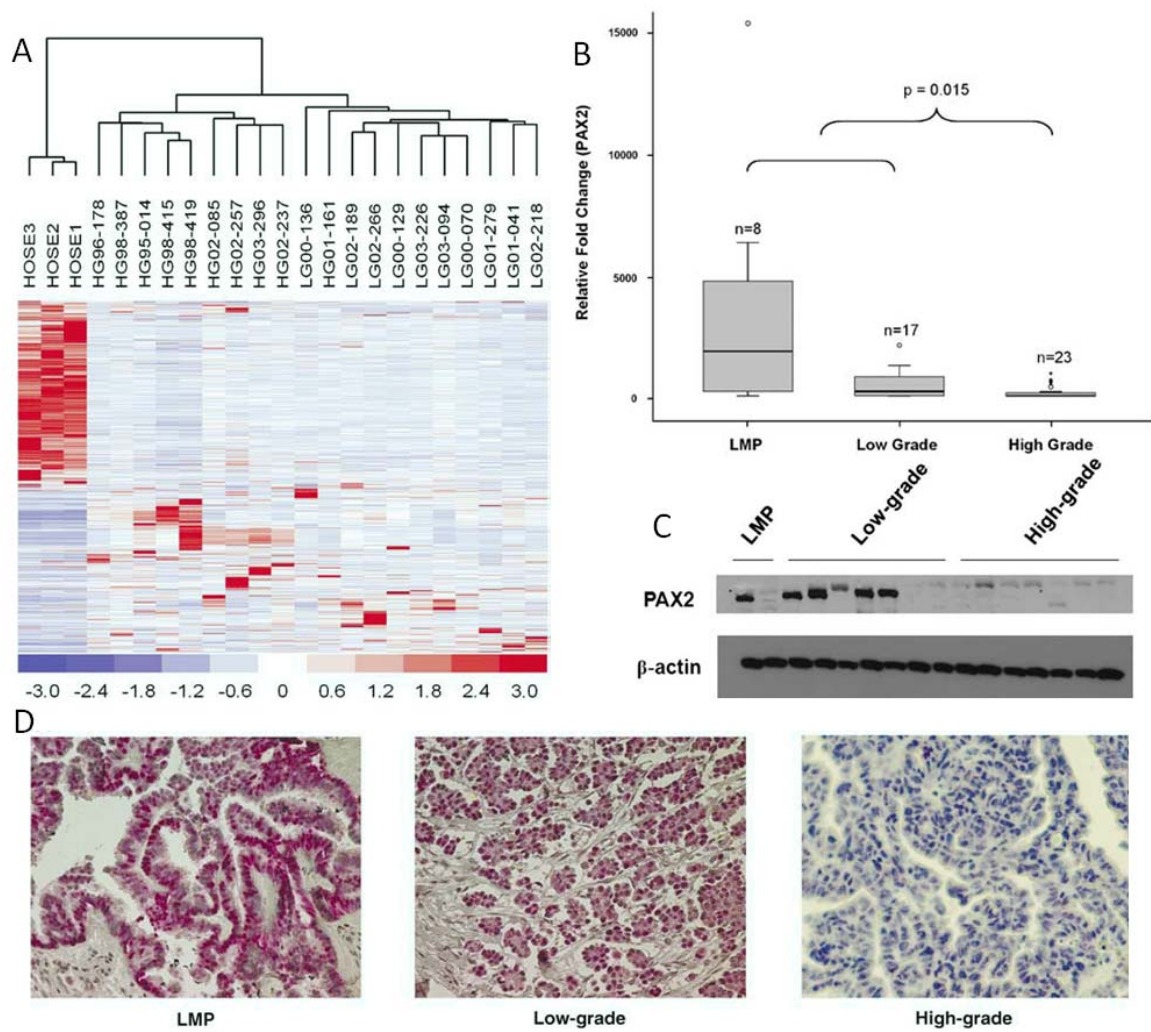 A
HOSE3
HOSE2
HOSE1
HG96-178
HG98-387
HG95-014
HG98-415
HG98-419
HG02-085
HG02-257
HG03-296
HG02-237
LG00-136
HG01-161
LG02-189
LG02-266
LG00-129
LG03-226
LG03-094
LG00-070
LG01-279
LG01-041
LG02-218
-3.0 -2.4 -1.8 -1.2 -0.6 0 0.6 1.2 1.8 2.4 3.0
B
Relative Fold Change (PAX2)
15000
10000
5000
0
p = 0.015
n=8
n=17
n=23
LMP Low Grade High Grade
C
LMP
Low-grade
High-grade
PAX2
β-actin
D
LMP
Low-grade
High-grade